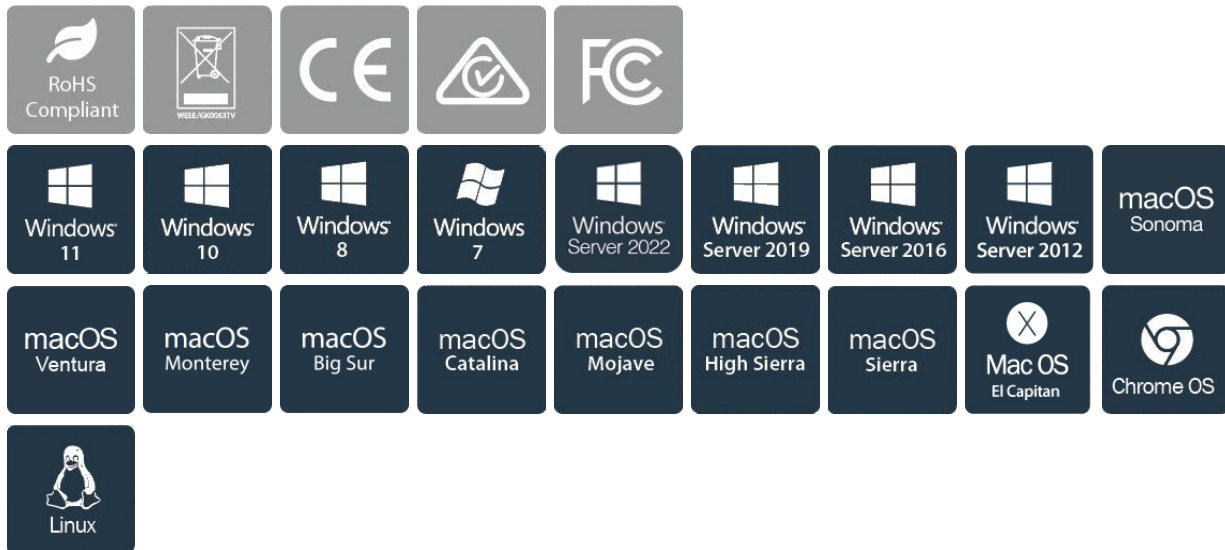 RoHS
Compliant
WEEE/GK0083TV
CE
FC
Windows
11
Windows
10
Windows
8
Windows
7
Windows
Server 2022
Windows
Server 2019
Windows
Server 2016
Windows
Server 2012
macOS
Sonoma
macOS
Ventura
macOS
Monterey
macOS
Big Sur
macOS
Catalina
macOS
Mojave
macOS
High Sierra
macOS
Sierra
X
Mac OS
El Capitan
Chrome OS
Linux